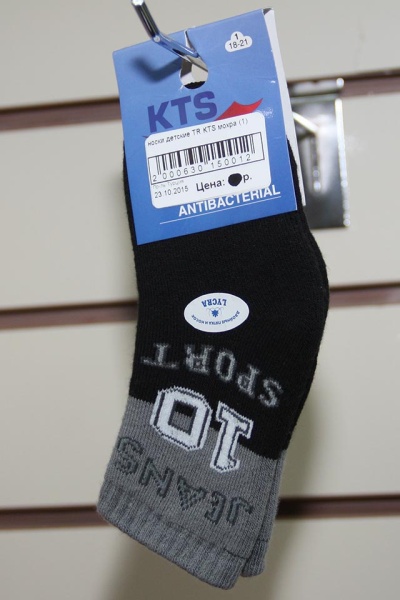 1
18-21
KTS
носки детские TR KTS мохра (1)
2 000630 150012
23.10.2015
Цена: р.
ANTIBACTERIAL
LYCRA
SPORT
10
JEANS